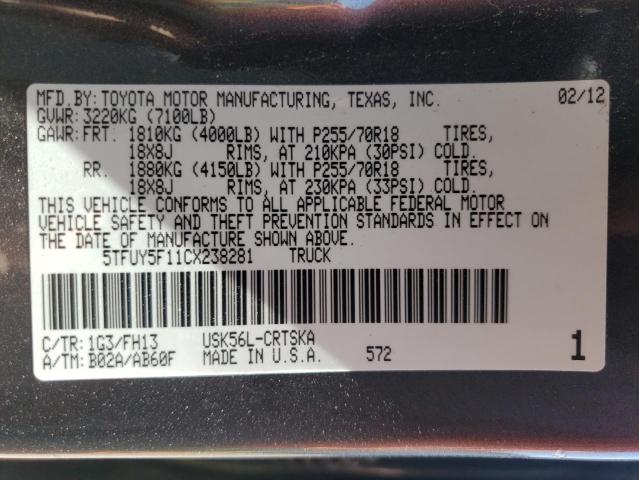 MFD.BY:TOYOTA MOTOR MANUFACTURING, TEXAS, INC. 02/12
GVWR:3220KG (7100LB)
GAWR:FRT. 1810KG (4000LB) WITH P255/70R18 TIRES,
18X8J RIMS, AT 210KPA (30PSI) COLD.
RR. 1880KG (4150LB) WITH P255/70R18 TIRES,
18X8J RIMS, AT 230KPA (33PSI) COLD.
THIS VEHICLE CONFORMS TO ALL APPLICABLE FEDERAL MOTOR
VEHICLE SAFETY AND THEFT PREVENTION STANDARDS IN EFFECT ON
THE DATE OF MANUFACTURE SHOWN ABOVE.
5TFUY5F11CX238281 TRUCK
C/TR:1G3/FH13 USK56L-CRTSKA
A/TM:B02A/AB60F MADE IN U.S.A. 572 1